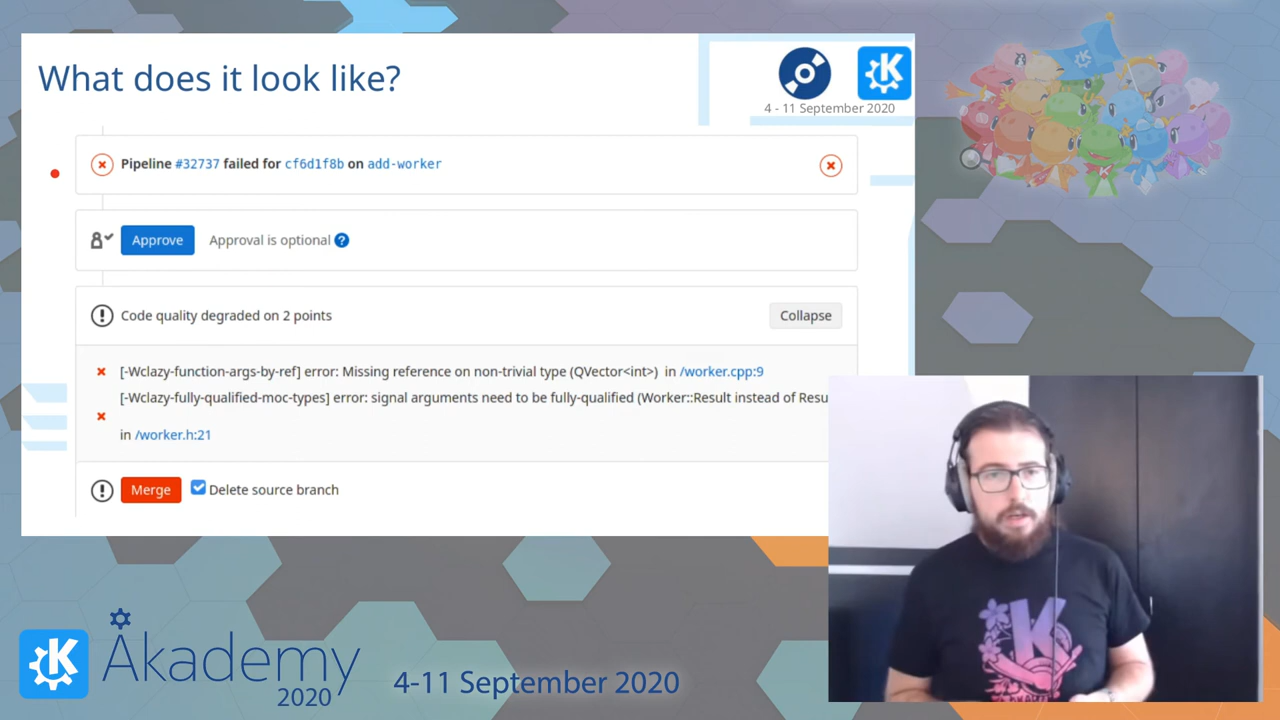 What does it look like?
4 - 11 September 2020
Pipeline #32737 failed for cf6d1f8b on add-worker
Approve Approval is optional ?
Code quality degraded on 2 points Collapse
[-Wclazy-function-args-by-ref] error: Missing reference on non-trivial type (QVector<int>) in /worker.cpp:9
[-Wclazy-fully-qualified-moc-types] error: signal arguments need to be fully-qualified (Worker::Result instead of Resu
in /worker.h:21
Merge Delete source branch
K
Akademy
2020
4-11 September 2020